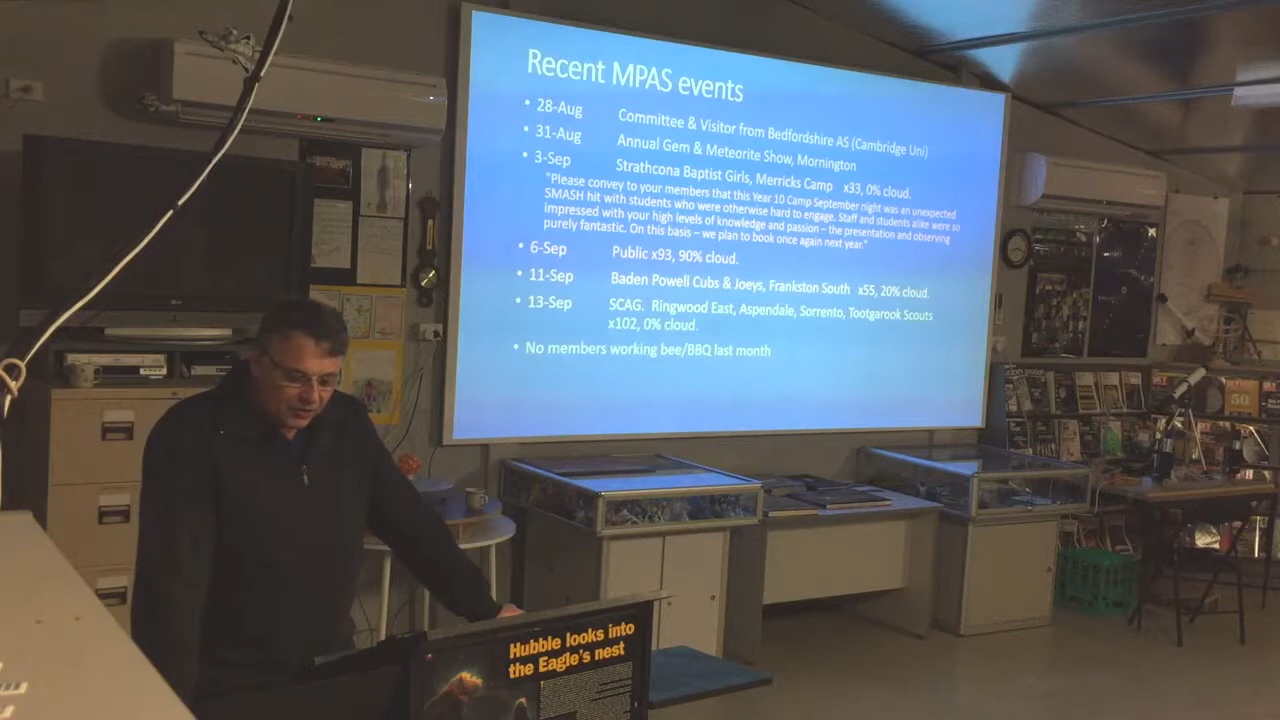 Recent MPAS events
• 28-Aug Committee & Visitor from Bedfordshire AS (Cambridge Uni)
• 31-Aug Annual Gem & Meteorite Show, Mornington
• 3-Sep Strathcona Baptist Girls, Merricks Camp x33, 0% cloud.
"Please convey to your members that this Year 10 Camp September night was an unexpected
SMASH hit with students who were otherwise hard to engage. Staff and students alike were so
impressed with your high levels of knowledge and passion – the presentation and observing
purely fantastic. On this basis – we plan to book once again next year."
• 6-Sep Public x93, 90% cloud.
• 11-Sep Baden Powell Cubs & Joeys, Frankston South x55, 20% cloud.
• 13-Sep SCAG. Ringwood East, Aspendale, Sorrento, Tootgarook Scouts
x102, 0% cloud.
• No members working bee/BBQ last month
Hubble looks into
the Eagle's nest
50